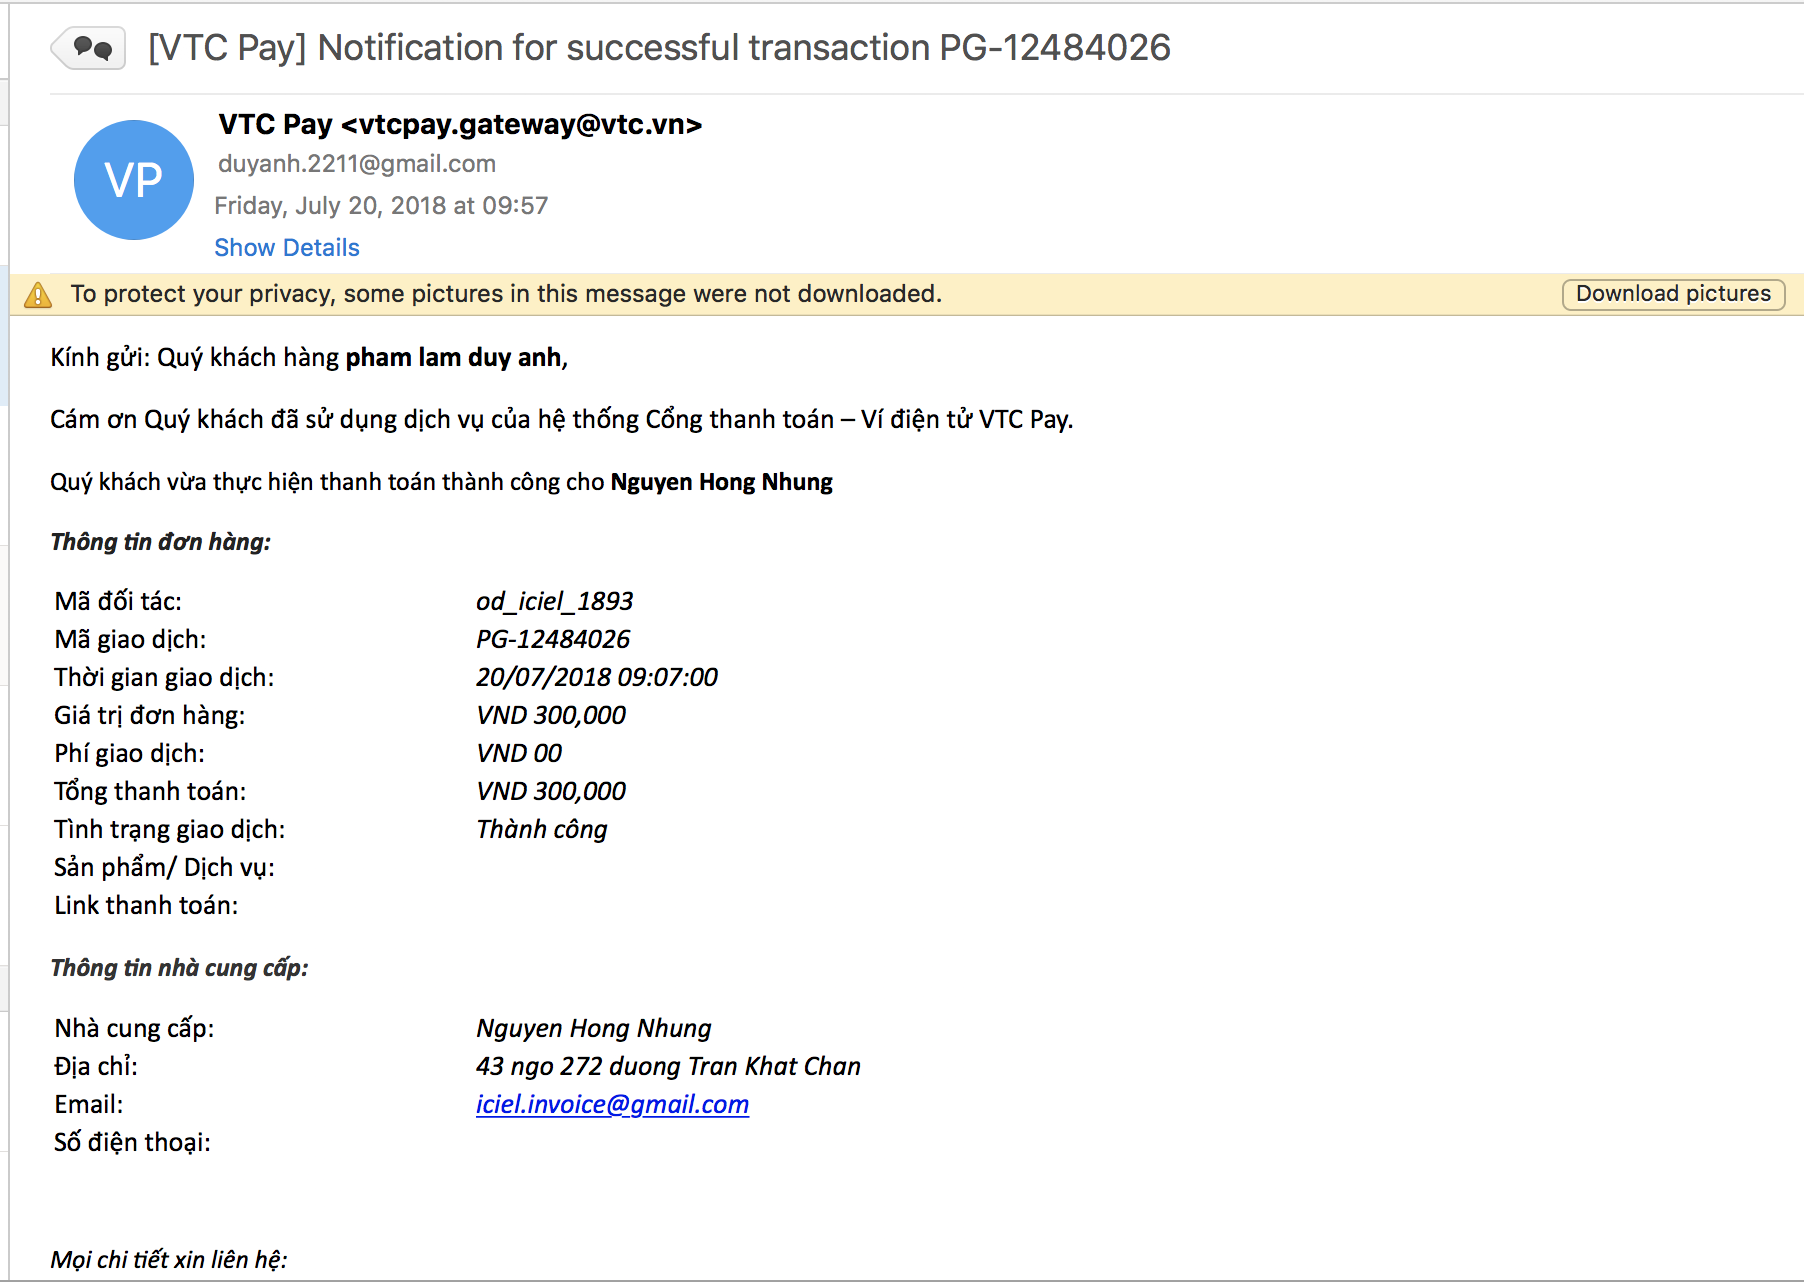 [VTC Pay] Notification for successful transaction PG-12484026
VP
VTC Pay <vtcpay.gateway@vtc.vn>
duyanh.2211@gmail.com
Friday, July 20, 2018 at 09:57
Show Details
To protect your privacy, some pictures in this message were not downloaded. Download pictures
Kính gửi: Quý khách hàng pham lam duy anh,
Cám ơn Quý khách đã sử dụng dịch vụ của hệ thống Cổng thanh toán – Ví điện tử VTC Pay.
Quý khách vừa thực hiện thanh toán thành công cho Nguyen Hong Nhung
Thông tin đơn hàng:
Mã đối tác: od_iciel_1893
Mã giao dịch: PG-12484026
Thời gian giao dịch: 20/07/2018 09:07:00
Giá trị đơn hàng: VND 300,000
Phí giao dịch: VND 00
Tổng thanh toán: VND 300,000
Tình trạng giao dịch: Thành công
Sản phẩm/ Dịch vụ:
Link thanh toán:
Thông tin nhà cung cấp:
Nhà cung cấp: Nguyen Hong Nhung
Địa chỉ: 43 ngo 272 duong Tran Khat Chan
Email: iciel.invoice@gmail.com
Số điện thoại:
Mọi chi tiết xin liên hệ: